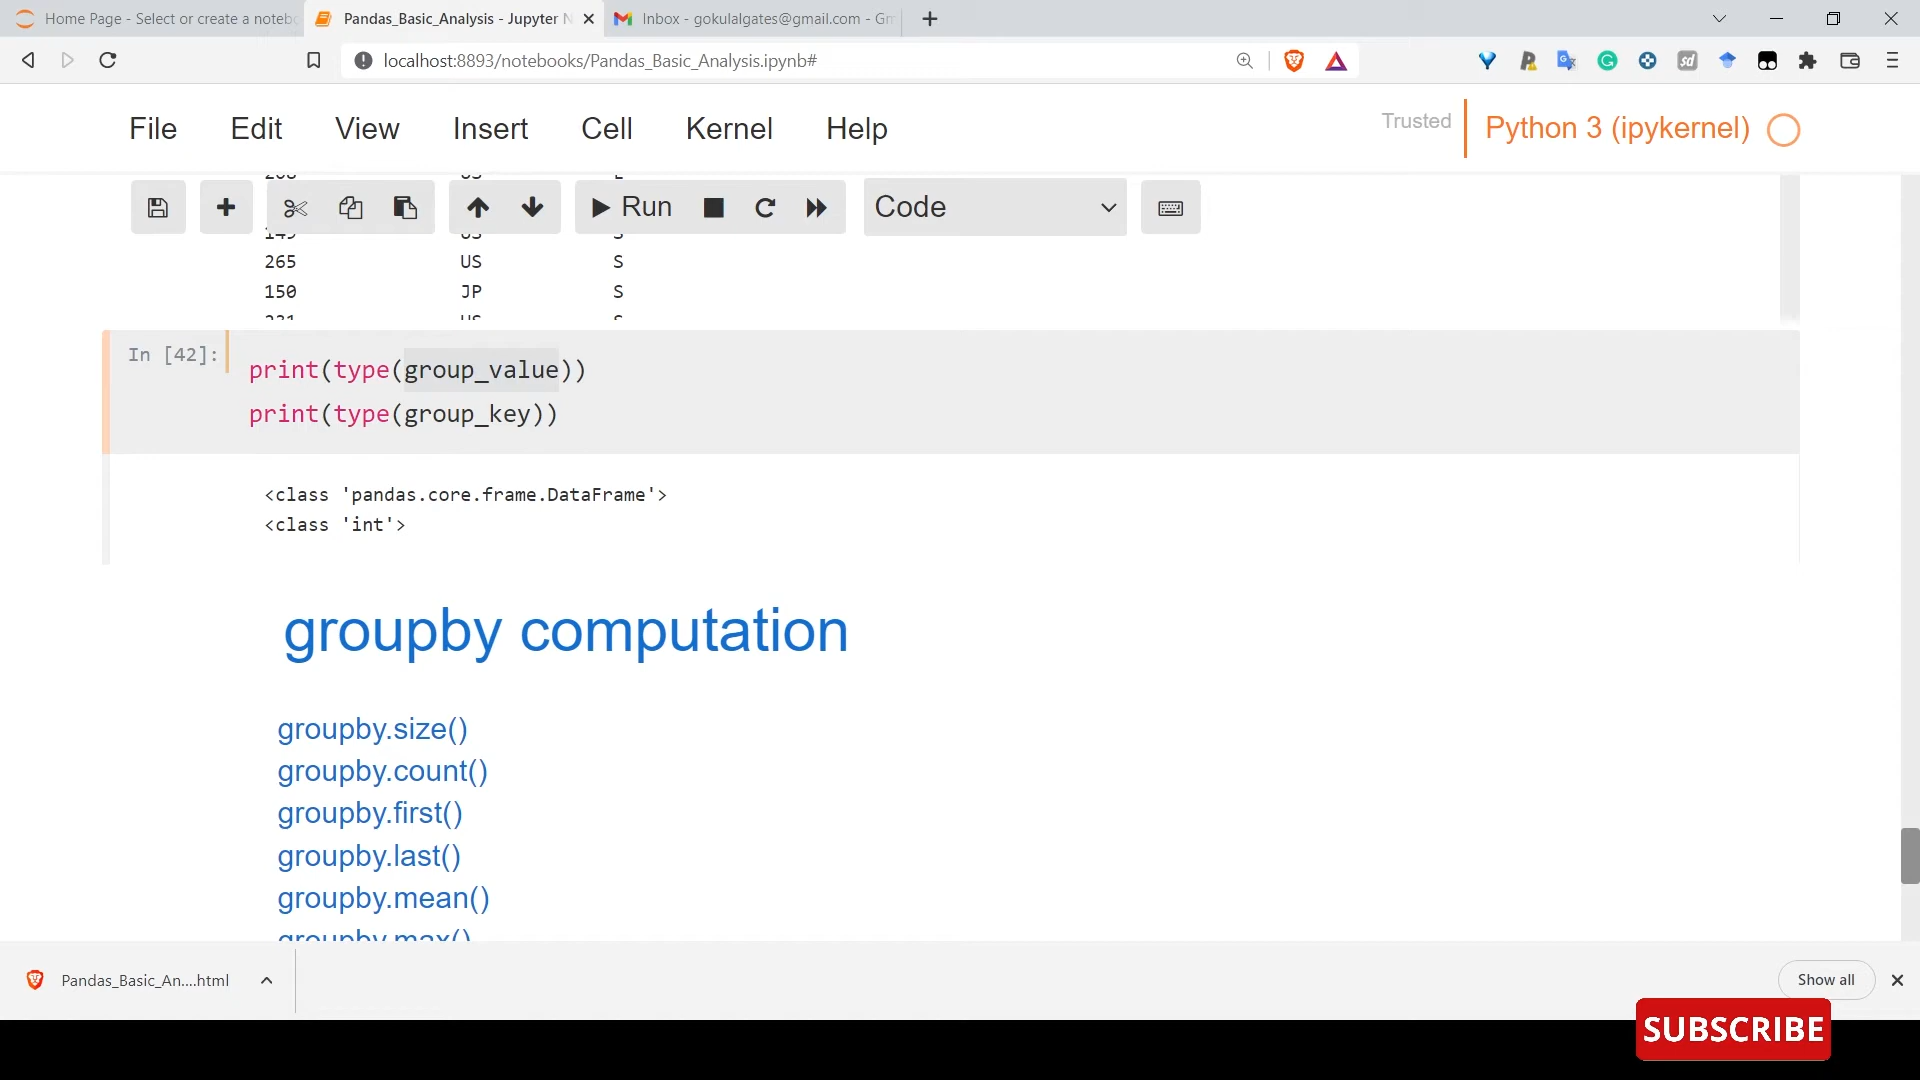 Home Page - Select or create a noteb
Pandas_Basic_Analysis - Jupyter N
Inbox - gokulalgates@gmail.com - Gm
localhost:8893/notebooks/Pandas_Basic_Analysis.ipynb#
File Edit View Insert Cell Kernel Help
Trusted
Python 3 (ipykernel)
Run
Code
265 US S
150 JP S
In [42]:
print(type(group_value))
print(type(group_key))
<class 'pandas.core.frame.DataFrame'>
<class 'int'>
groupby computation
groupby.size()
groupby.count()
groupby.first()
groupby.last()
groupby.mean()
groupby.max()
Pandas_Basic_An....html
Show all
SUBSCRIBE